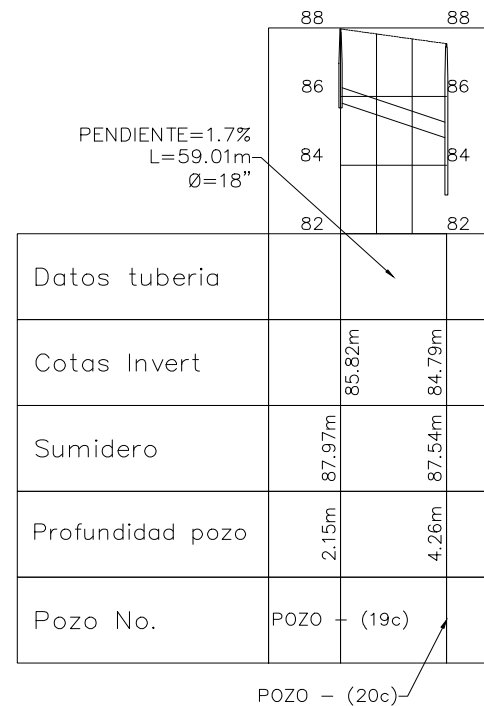 88 88
86 86
PENDIENTE=1.7%
L=59.01m
Ø=18"
84 84
82 82
Datos tuberia
Cotas Invert 85.82m 84.79m
Sumidero 87.97m 87.54m
Profundidad pozo 2.15m 4.26m
Pozo No. POZO - (19c)
POZO - (20c)